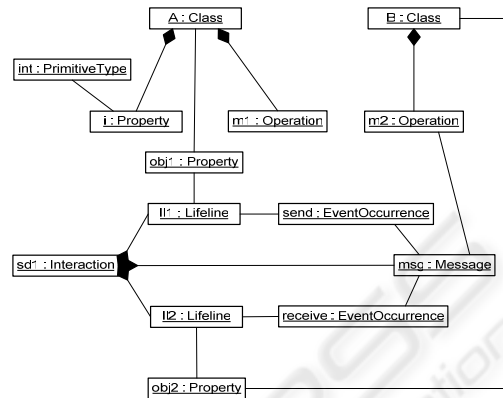 A : Class
B : Class
int : PrimitiveType
i : Property
m1 : Operation
m2 : Operation
obj1 : Property
ll1 : Lifeline
send : EventOccurrence
sd1 : Interaction
msg : Message
ll2 : Lifeline
receive : EventOccurrence
obj2 : Property